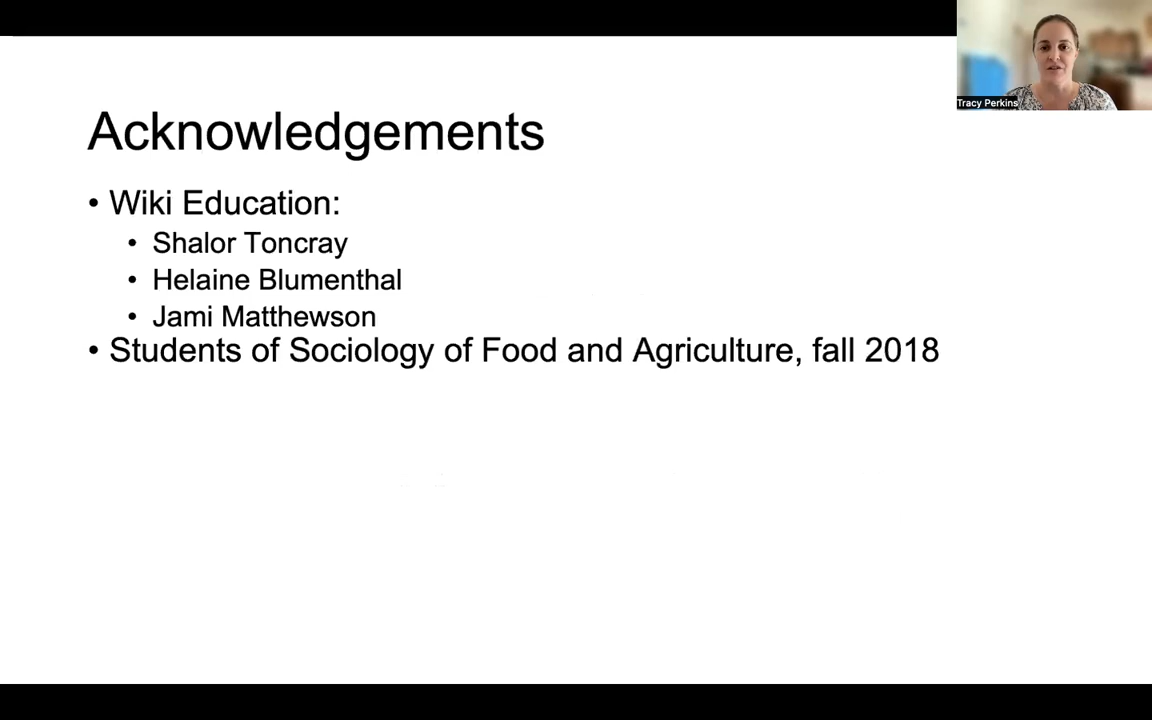 Tracy Perkins
Acknowledgements
• Wiki Education:
• Shalor Toncray
• Helaine Blumenthal
• Jami Matthewson
• Students of Sociology of Food and Agriculture, fall 2018